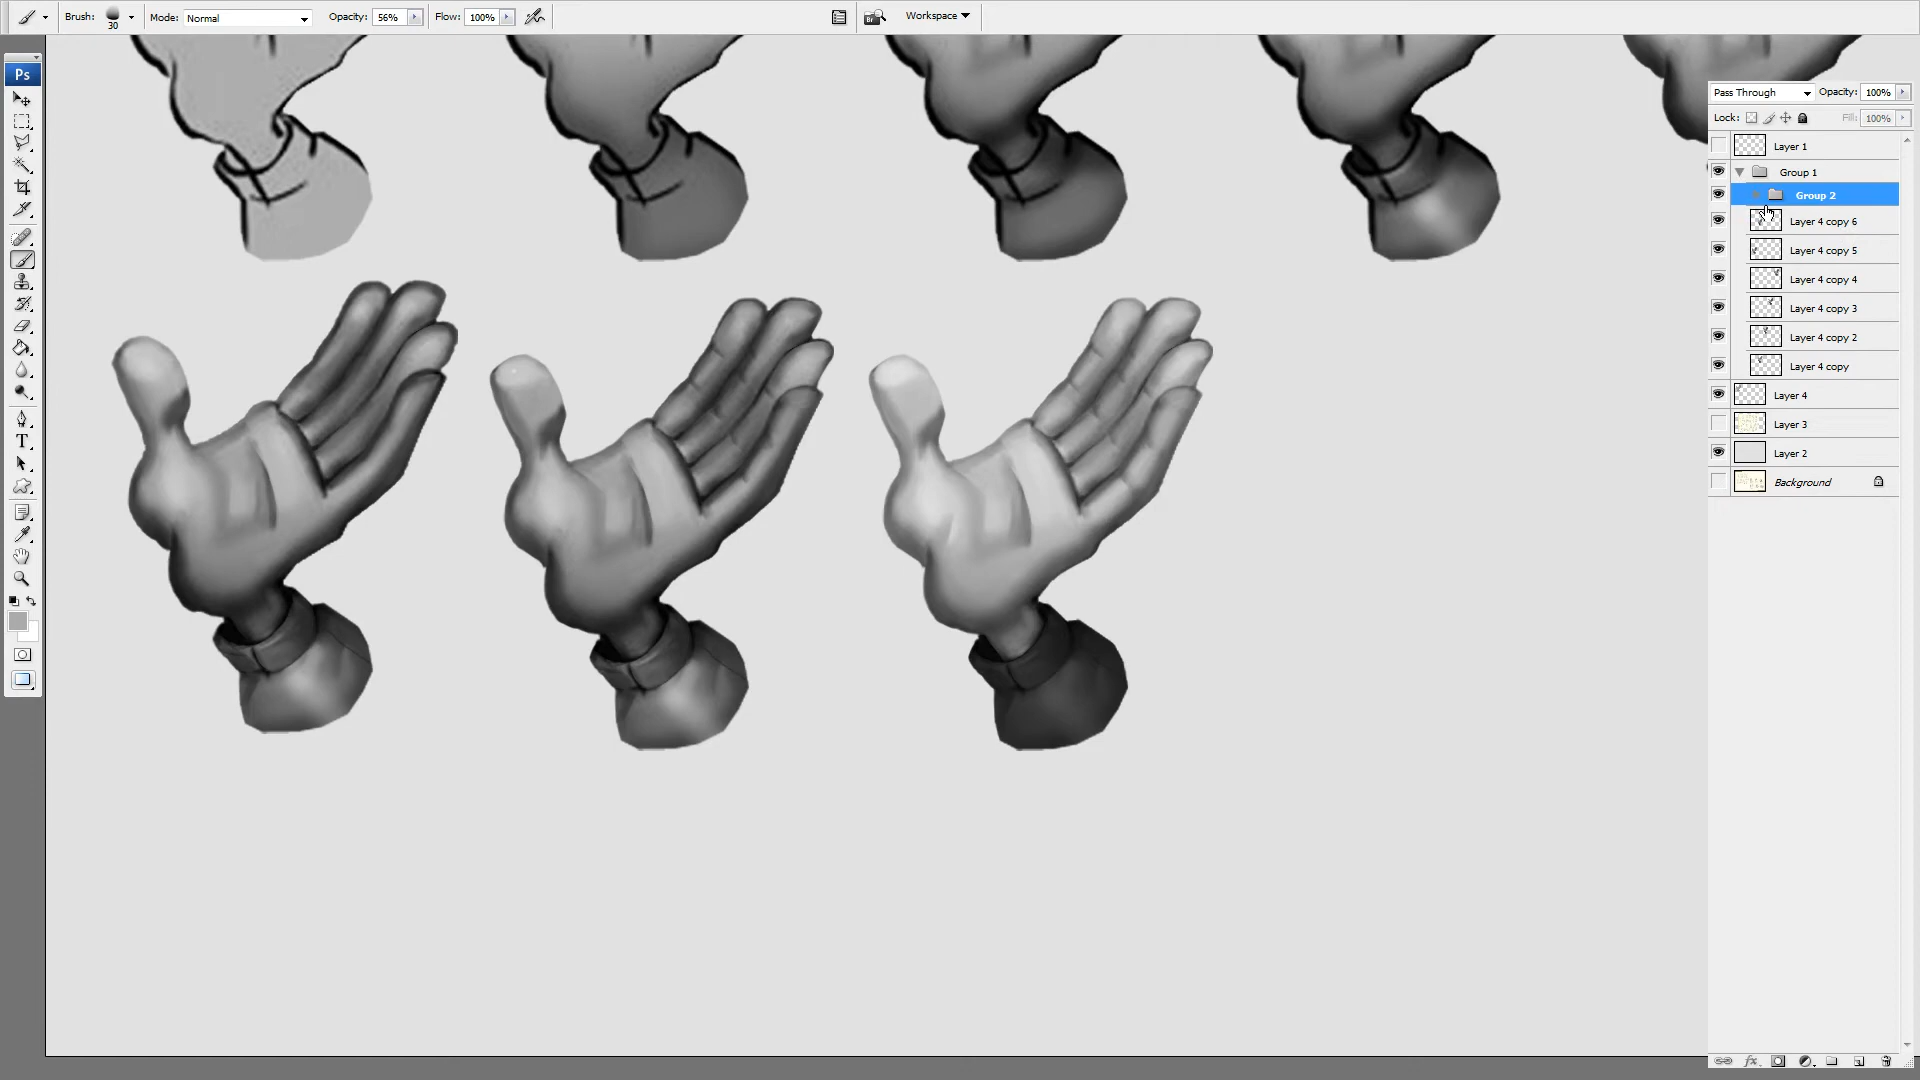 Brush: 30 Mode: Normal Opacity: 56% Flow: 100% Br Workspace
Ps
T
Pass Through Opacity: 100%
Lock: Fill: 100%
Layer 1
Group 1
Group 2
Layer 4 copy 6
Layer 4 copy 5
Layer 4 copy 4
Layer 4 copy 3
Layer 4 copy 2
Layer 4 copy
Layer 4
Layer 3
Layer 2
Background
fx